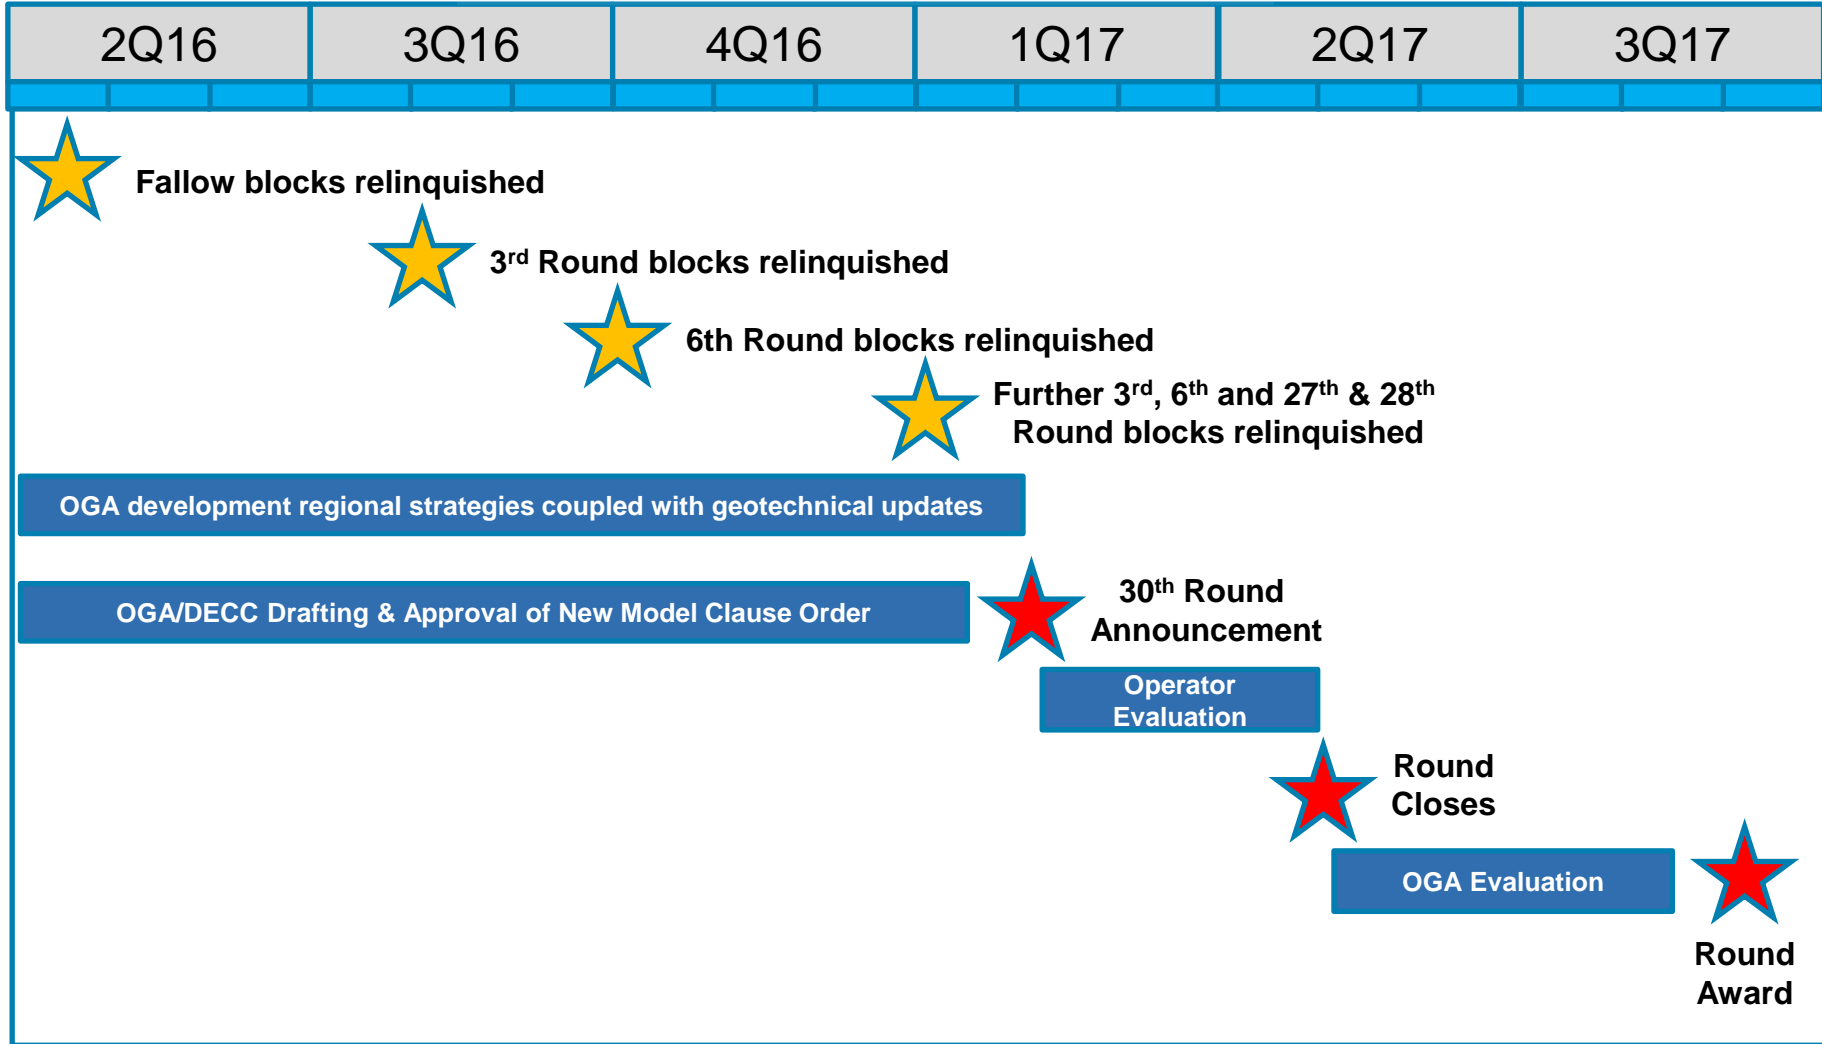 2Q16 3Q16 4Q16 1Q17 2Q17 3Q17
Fallow blocks relinquished
3rd Round blocks relinquished
6th Round blocks relinquished
Further 3rd, 6th and 27th & 28th
Round blocks relinquished
OGA development regional strategies coupled with geotechnical updates
OGA/DECC Drafting & Approval of New Model Clause Order
30th Round
Announcement
Operator
Evaluation
Round
Closes
OGA Evaluation
Round
Award